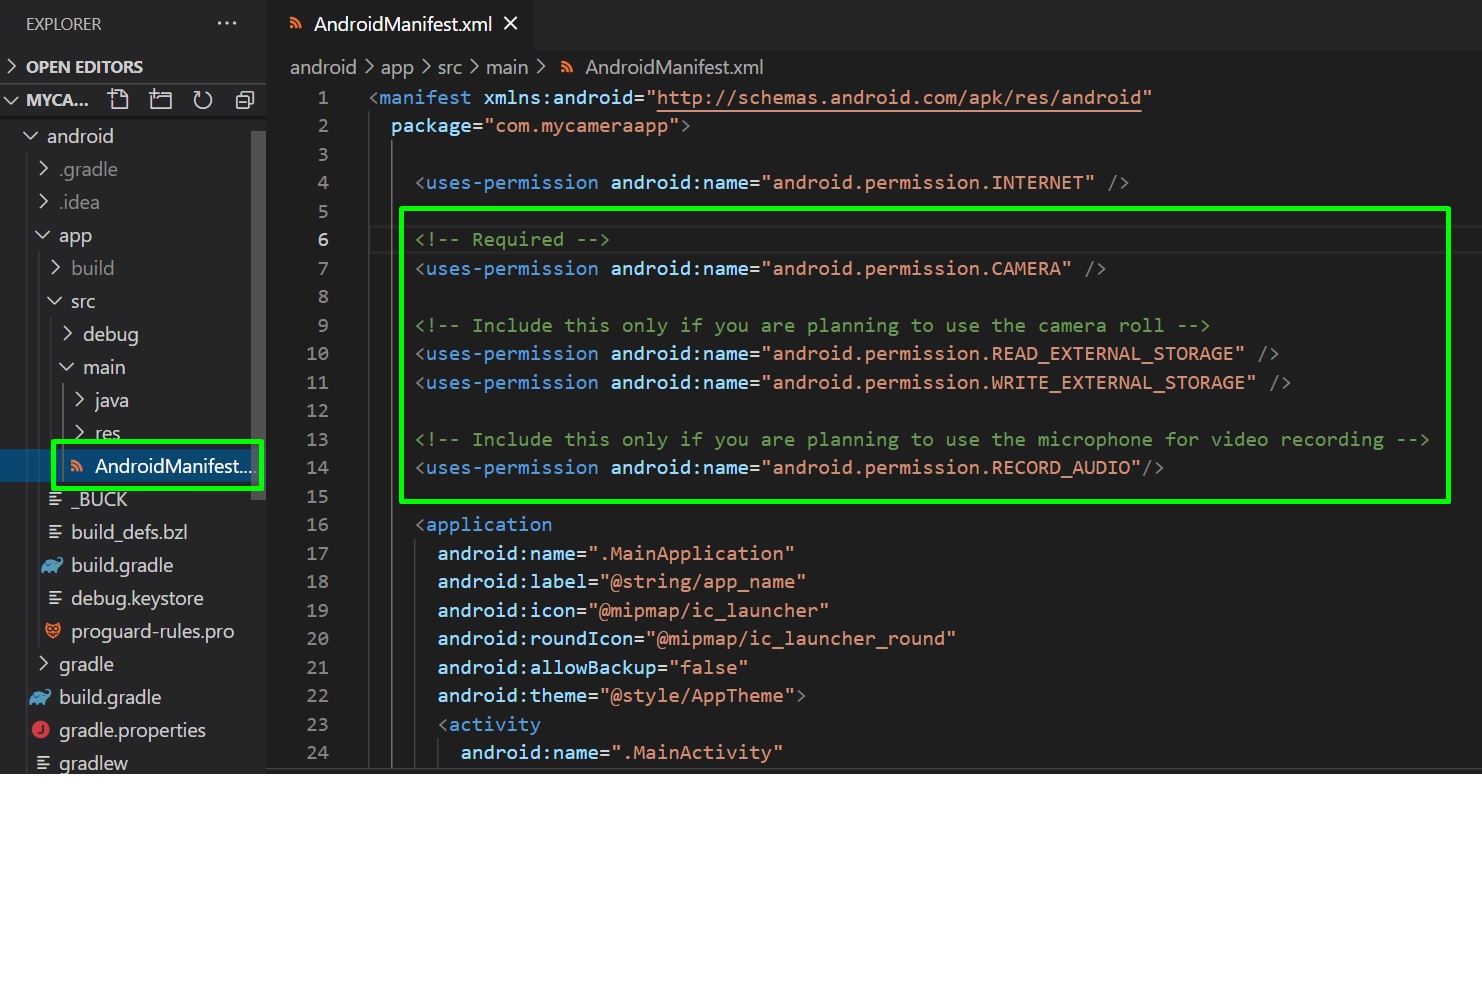 EXPLORER ...
OPEN EDITORS
MYCA...
android
.gradle
.idea
app
build
src
debug
main
java
res
AndroidManifest....
_BUCK
build_defs.bzl
build.gradle
debug.keystore
proguard-rules.pro
gradle
build.gradle
J gradle.properties
gradlew
AndroidManifest.xml
android > app > src > main > AndroidManifest.xml
1 <manifest xmlns:android="http://schemas.android.com/apk/res/android"
2 package="com.mycameraapp">
3
4 <uses-permission android:name="android.permission.INTERNET" />
5
6 <!-- Required -->
7 <uses-permission android:name="android.permission.CAMERA" />
8
9 <!-- Include this only if you are planning to use the camera roll -->
10 <uses-permission android:name="android.permission.READ_EXTERNAL_STORAGE" />
11 <uses-permission android:name="android.permission.WRITE_EXTERNAL_STORAGE" />
12
13 <!-- Include this only if you are planning to use the microphone for video recording -->
14 <uses-permission android:name="android.permission.RECORD_AUDIO"/>
15
16 <application
17 android:name=".MainApplication"
18 android:label="@string/app_name"
19 android:icon="@mipmap/ic_launcher"
20 android:roundIcon="@mipmap/ic_launcher_round"
21 android:allowBackup="false"
22 android:theme="@style/AppTheme">
23 <activity
24 android:name=".MainActivity"